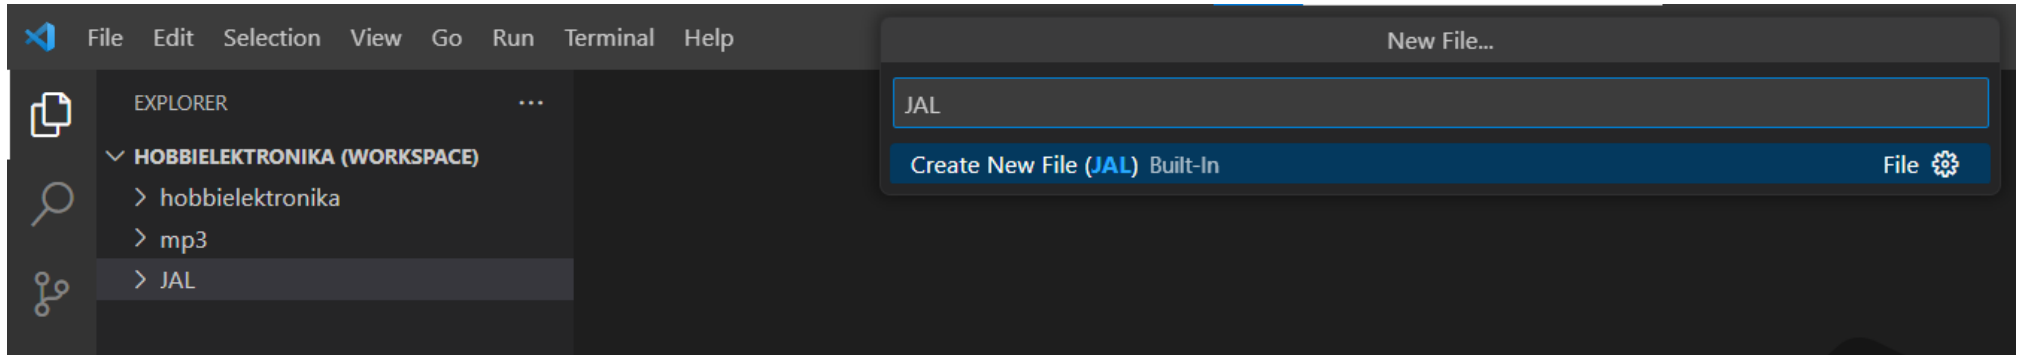 File Edit Selection View Go Run Terminal Help
New File...
EXPLORER ...
JAL
HOBBIELEKTRONIKA (WORKSPACE)
Create New File (JAL) Built-In File
hobbielektronika
mp3
JAL